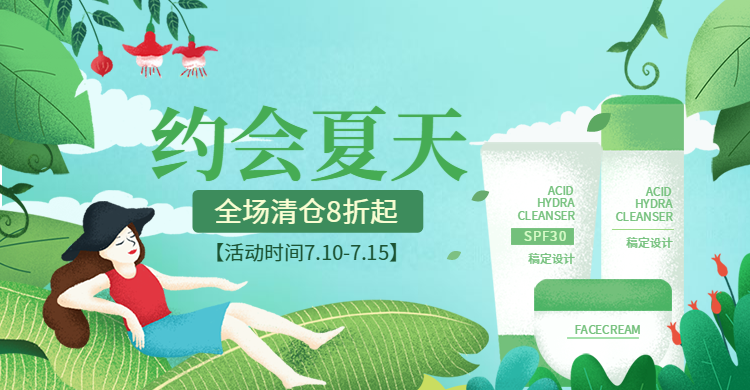 约会夏天
全场清仓8折起
【活动时间7.10-7.15】
ACID
HYDRA
CLEANSER
SPF30
稿定设计
ACID
HYDRA
CLEANSER
稿定设计
FACECREAM